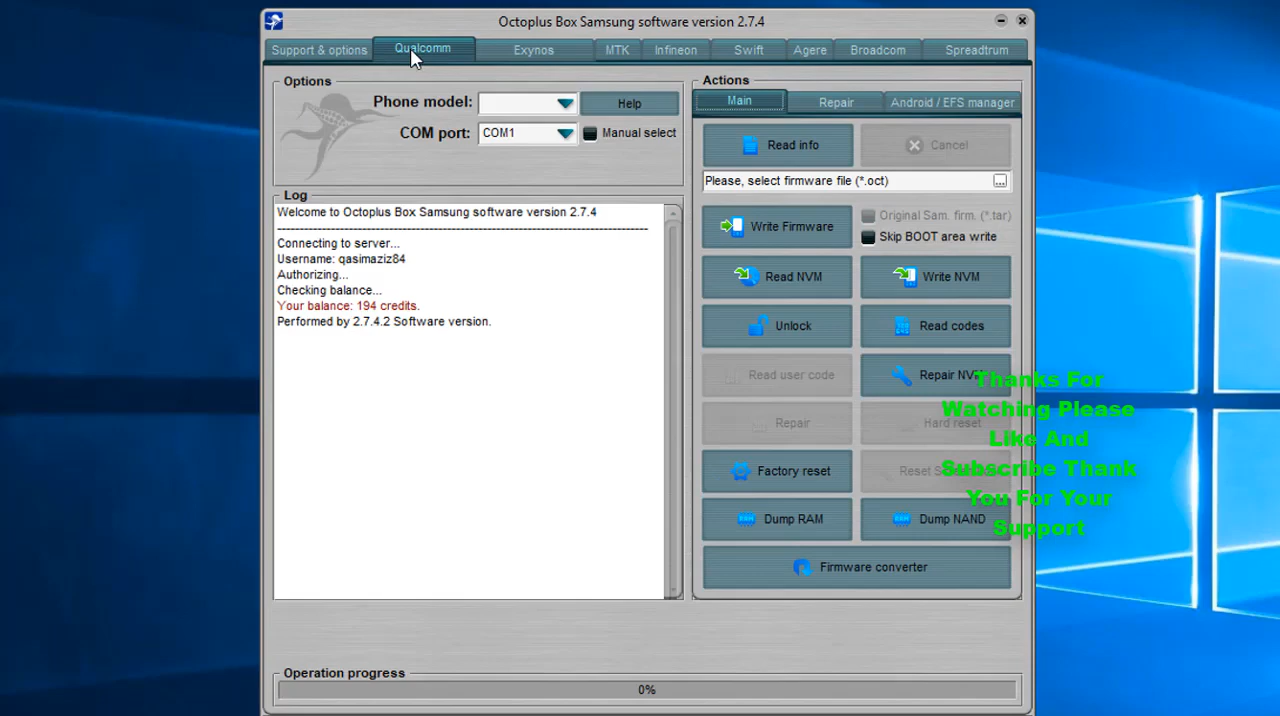 Octoplus Box Samsung software version 2.7.4
Support & options Qualcomm Exynos MTK Infineon Swift Agere Broadcom Spreadtrum
Options
Phone model: Help
COM port: COM1 Manual select
Log
Welcome to Octoplus Box Samsung software version 2.7.4
Connecting to server...
Username: qasimaziz84
Authorizing...
Checking balance...
Your balance: 194 credits.
Performed by 2.7.4.2 Software version.
Actions
Main Repair Android / EFS manager
Read info Cancel
Please, select firmware file (*.oct) ...
Write Firmware Original Sam. firm. (*.tar)
Skip BOOT area write
Read NVM Write NVM
Unlock Read codes
Read user code Repair NVM
Repair Hard reset
Factory reset Reset
Dump RAM Dump NAND
Firmware converter
Thanks For
Watching Please
Like And
Subscribe Thank
You For Your
Support
Operation progress
0%